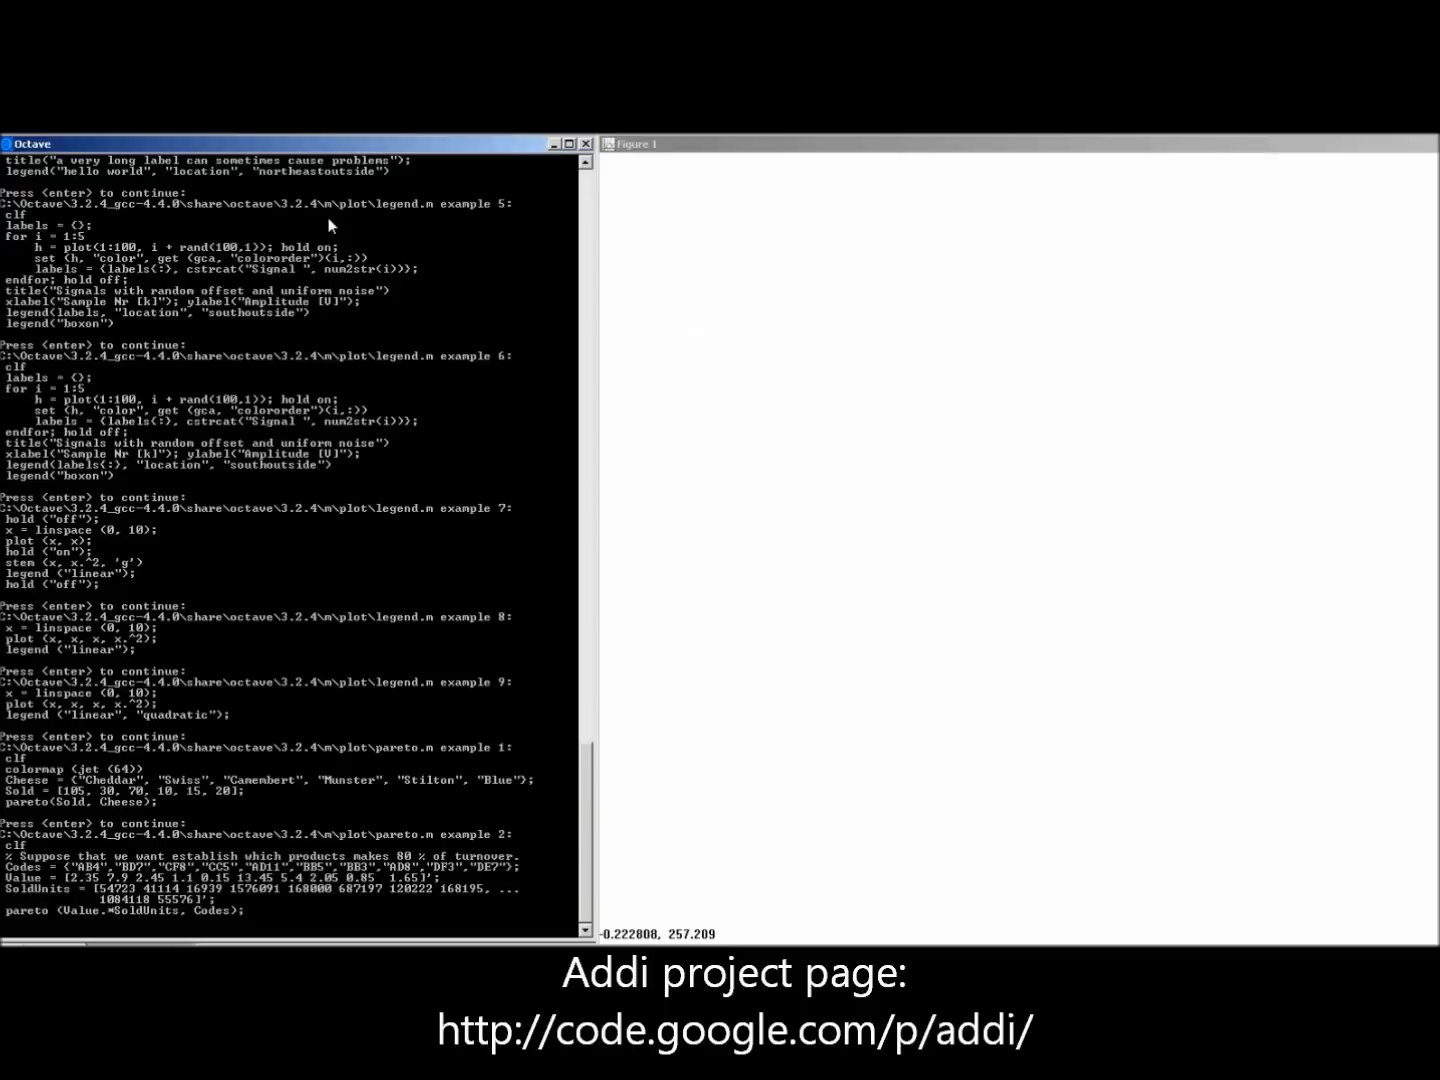 Octave
title("a very long label can sometimes cause problems");
legend("hello world", "location", "northeastoutside")
Press <enter> to continue:
C:\Octave\3.2.4_gcc-4.4.0\share\octave\3.2.4\m\plot\legend.m example 5:
clf
labels = {};
for i = 1:5
h = plot(1:100, i + rand(100,1)); hold on;
set (h, "color", get (gca, "colororder")(i,:))
labels = {labels{:}, cstrcat("Signal ", num2str(i))};
endfor; hold off;
title("Signals with random offset and uniform noise")
xlabel("Sample Nr [k]"); ylabel("Amplitude [V]");
legend(labels, "location", "southoutside")
legend("boxon")
Press <enter> to continue:
C:\Octave\3.2.4_gcc-4.4.0\share\octave\3.2.4\m\plot\legend.m example 6:
clf
labels = {};
for i = 1:5
h = plot(1:100, i + rand(100,1)); hold on;
set (h, "color", get (gca, "colororder")(i,:))
labels = {labels{:}, cstrcat("Signal ", num2str(i))};
endfor; hold off;
title("Signals with random offset and uniform noise")
xlabel("Sample Nr [k]"); ylabel("Amplitude [V]");
legend(labels{:}, "location", "southoutside")
legend("boxon")
Press <enter> to continue:
C:\Octave\3.2.4_gcc-4.4.0\share\octave\3.2.4\m\plot\legend.m example 7:
hold ("off");
x = linspace (0, 10);
plot (x, x);
hold ("on");
stem (x, x.^2, 'g')
legend ("linear");
hold ("off");
Press <enter> to continue:
C:\Octave\3.2.4_gcc-4.4.0\share\octave\3.2.4\m\plot\legend.m example 8:
x = linspace (0, 10);
plot (x, x, x, x.^2);
legend ("linear");
Press <enter> to continue:
C:\Octave\3.2.4_gcc-4.4.0\share\octave\3.2.4\m\plot\legend.m example 9:
x = linspace (0, 10);
plot (x, x, x, x.^2);
legend ("linear", "quadratic");
Press <enter> to continue:
C:\Octave\3.2.4_gcc-4.4.0\share\octave\3.2.4\m\plot\pareto.m example 1:
clf
colormap (jet (64))
Cheese = {"Cheddar", "Swiss", "Camembert", "Munster", "Stilton", "Blue"};
Sold = [105, 30, 70, 10, 15, 20];
pareto(Sold, Cheese);
Press <enter> to continue:
C:\Octave\3.2.4_gcc-4.4.0\share\octave\3.2.4\m\plot\pareto.m example 2:
clf
% Suppose that we want establish which products makes 80 % of turnover.
Codes = {"AB4","BD7","CF8","CC5","AD11","BB5","BB3","AD8","DF3","DE7"};
Value = [2.35 7.9 2.45 1.1 0.15 13.45 5.4 2.05 0.85  1.65]';
SoldUnits = [54723 41114 16939 1576091 168000 687197 120222 168195, ...
1084118 55576]';
pareto (Value.*SoldUnits, Codes);
Figure 1
-0.222808, 257.209
Addi project page:
http://code.google.com/p/addi/